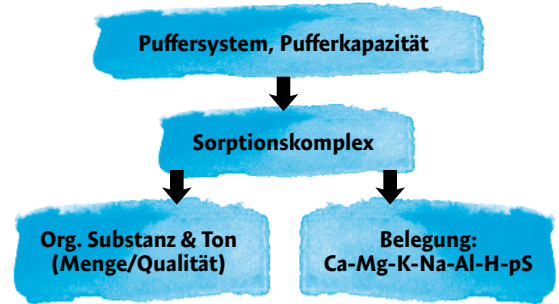 Puffersystem, Pufferkapazität
Sorptionskomplex
Org. Substanz & Ton
(Menge/Qualität)
Belegung:
Ca-Mg-K-Na-Al-H-pS